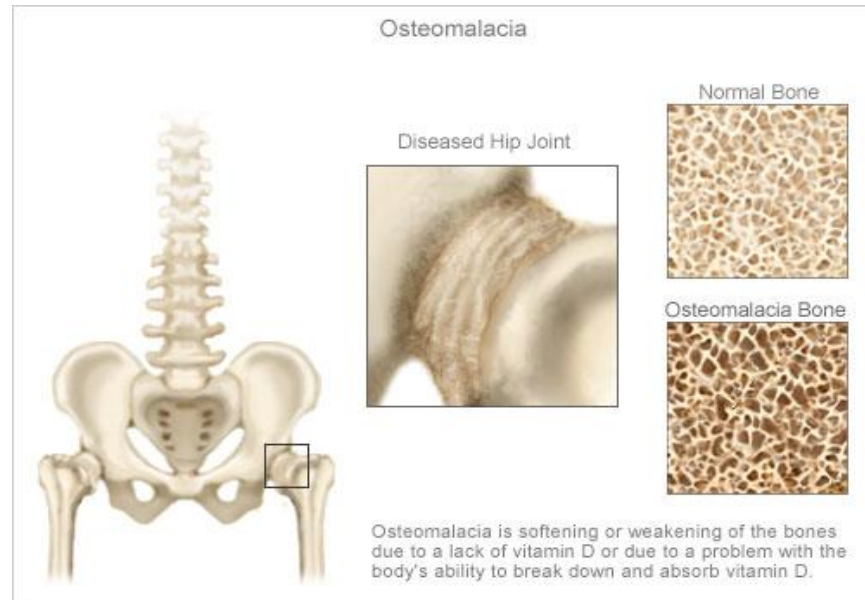 Osteomalacia
Normal Bone
Diseased Hip Joint
Osteomalacia Bone
Osteomalacia is softening or weakening of the bones
due to a lack of vitamin D or due to a problem with the
body's ability to break down and absorb vitamin D.